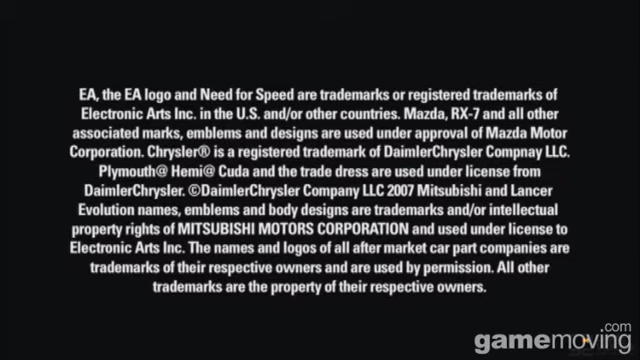 EA, the EA logo and Need for Speed are trademarks or registered trademarks of
Electronic Arts Inc. in the U.S. and/or other countries. Mazda, RX-7 and all other
associated marks, emblems and designs are used under approval of Mazda Motor
Corporation. Chrysler® is a registered trademark of DaimlerChrysler Compnay LLC.
Plymouth@ Hemi@ Cuda and the trade dress are used under license from
DaimlerChrysler. ©DaimlerChrysler Company LLC 2007 Mitsubishi and Lancer
Evolution names, emblems and body designs are trademarks and/or intellectual
property rights of MITSUBISHI MOTORS CORPORATION and used under license to
Electronic Arts Inc. The names and logos of all after market car part companies are
trademarks of their respective owners and are used by permission. All other
trademarks are the property of their respective owners.
gamemoving.com